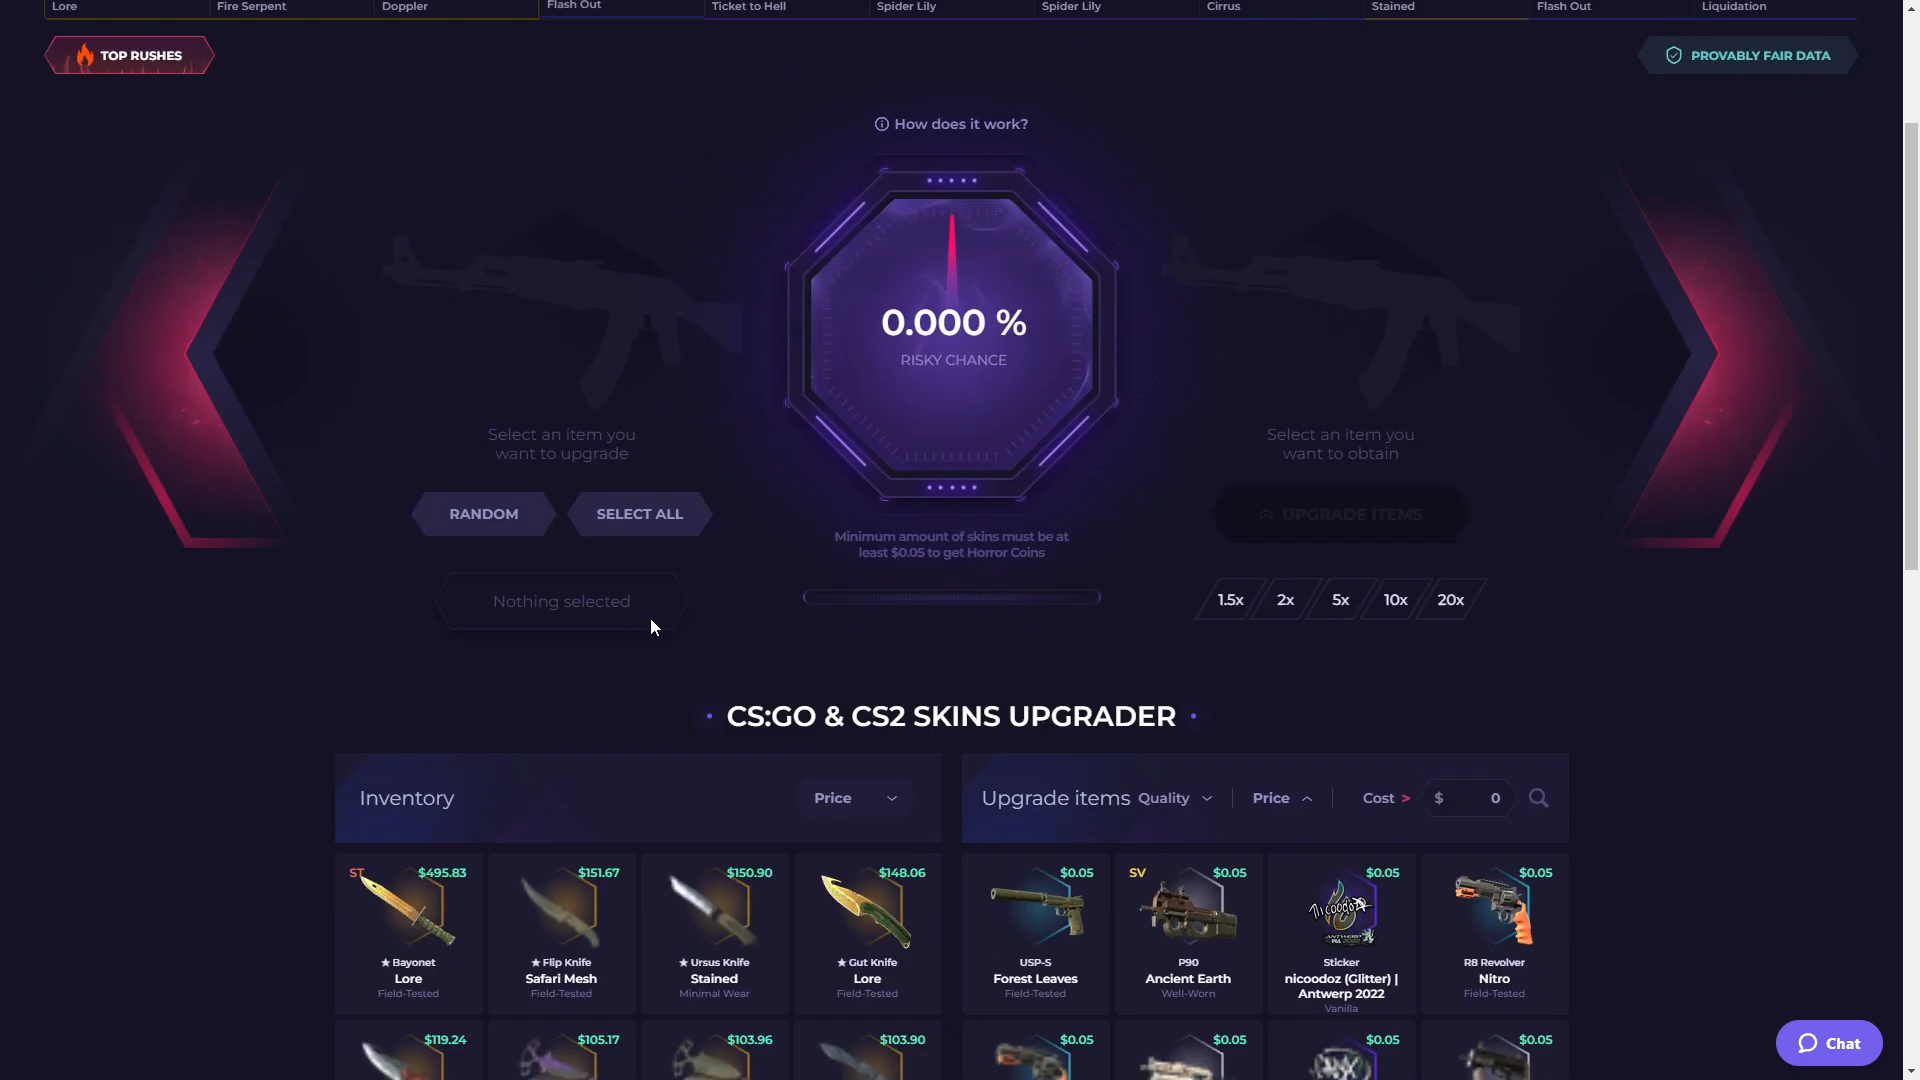 Lore
Fire Serpent
Doppler
Flash Out
Ticket to Hell
Spider Lily
Spider Lily
Cirrus
Stained
Flash Out
Liquidation
TOP RUSHES
PROVABLY FAIR DATA
How does it work?
0.000 %
RISKY CHANCE
Select an item you
want to upgrade
Select an item you
want to obtain
RANDOM
SELECT ALL
UPGRADE ITEMS
Minimum amount of skins must be at
least $0.05 to get Horror Coins
Nothing selected
1.5x
2x
5x
10x
20x
CS:GO & CS2 SKINS UPGRADER
Inventory
Price
Upgrade items
Quality
Price
Cost >
$ 0
ST
$495.83
★ Bayonet
Lore
Field-Tested
$151.67
★ Flip Knife
Safari Mesh
Field-Tested
$150.90
★ Ursus Knife
Stained
Minimal Wear
$148.06
★ Gut Knife
Lore
Field-Tested
$0.05
USP-S
Forest Leaves
Field-Tested
SV
$0.05
P90
Ancient Earth
Well-Worn
$0.05
nicoodoz
ANTWERP
Sticker
nicoodoz (Glitter) |
Antwerp 2022
Vanilla
$0.05
R8 Revolver
Nitro
Field-Tested
$119.24
$105.17
$103.96
$103.90
$0.05
$0.05
$0.05
$0.05
Chat